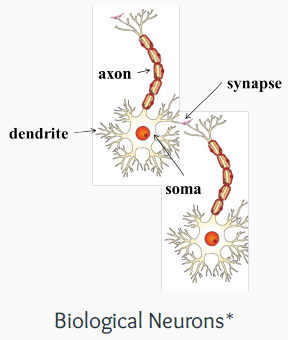 axon
synapse
dendrite
soma
Biological Neurons*